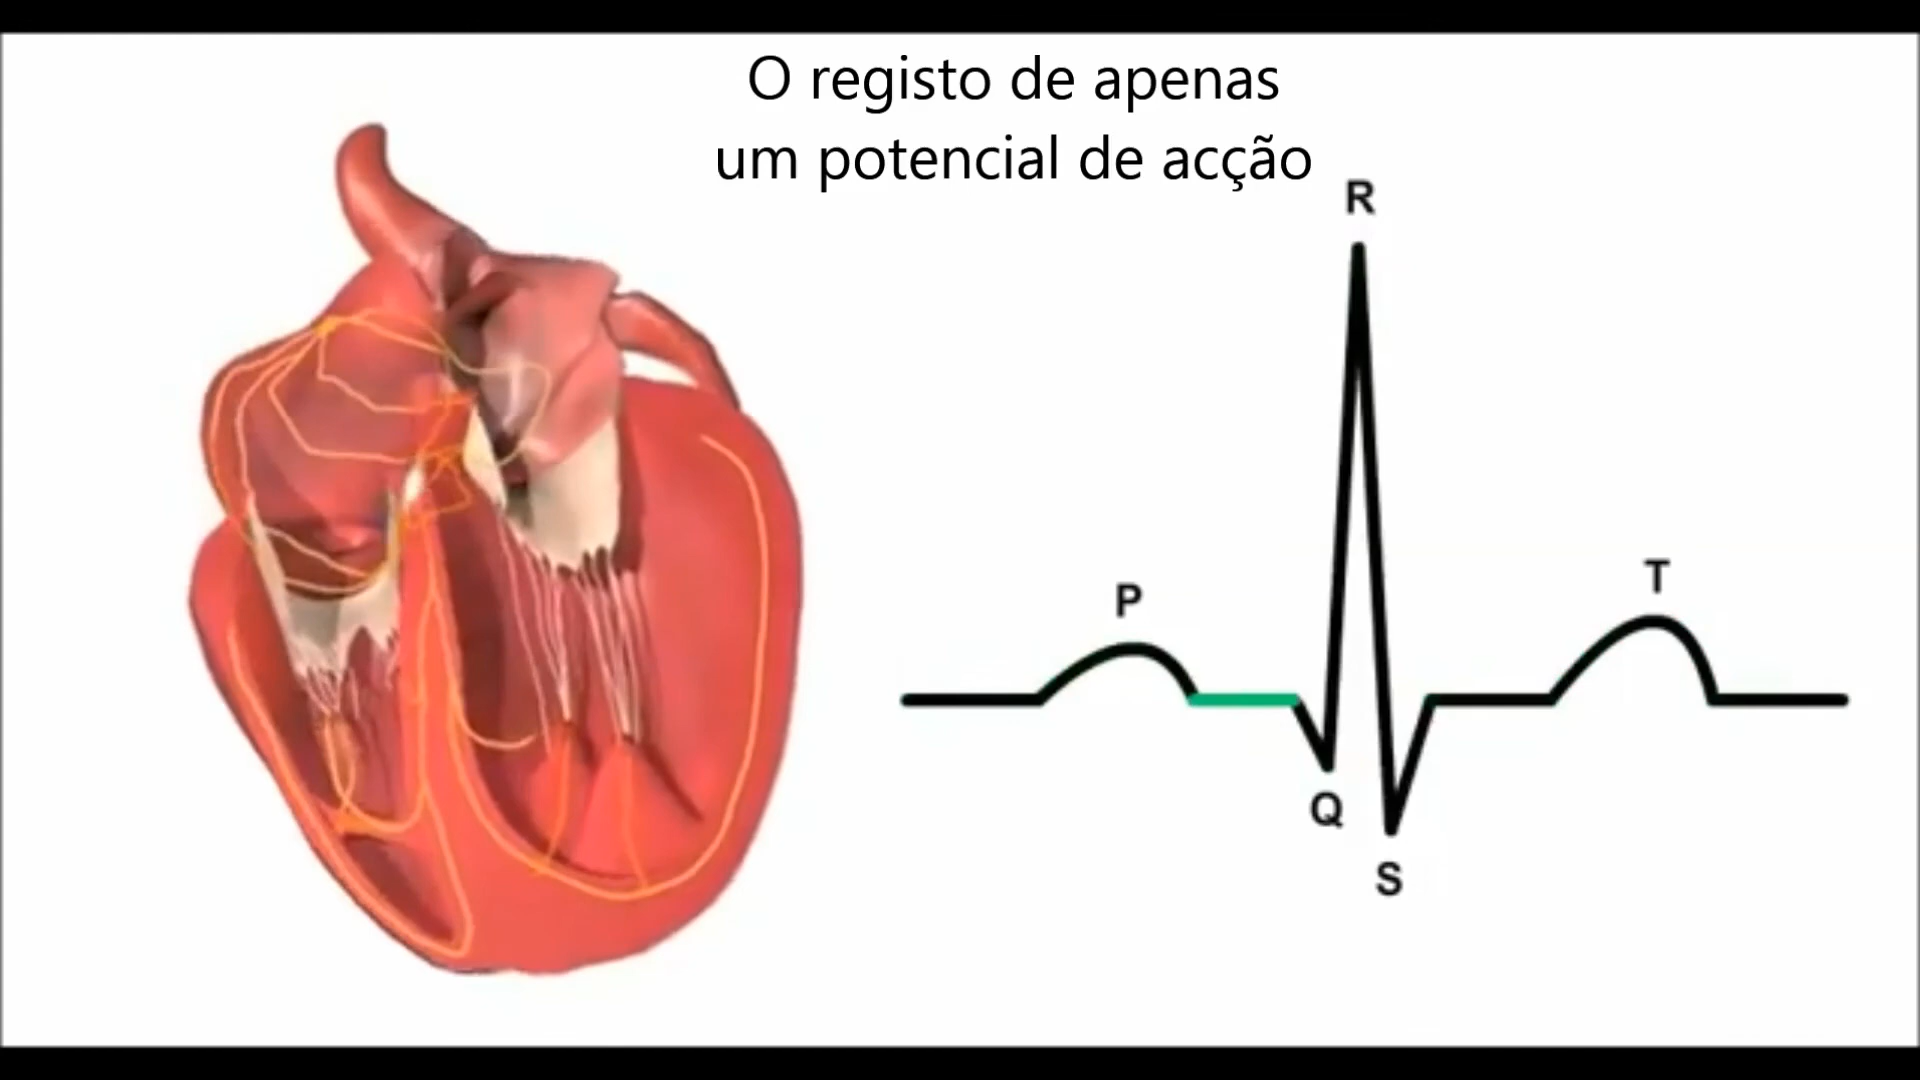 O registo de apenas
um potencial de acção
R
P
T
Q
S